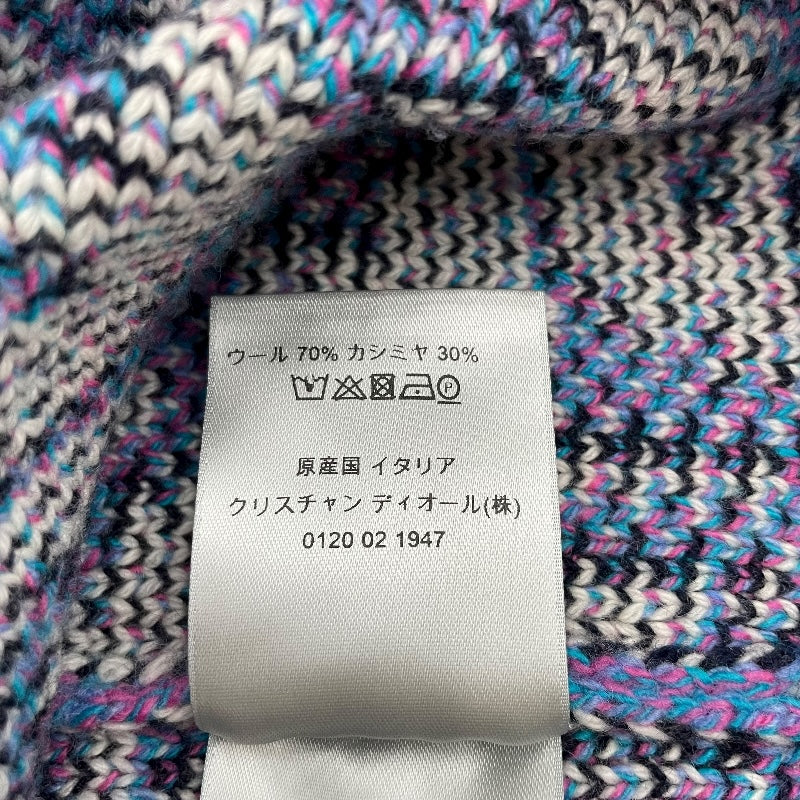 ウール 70% カシミヤ 30%
原産国 イタリア
クリスチャン ディオール(株)
0120 02 1947